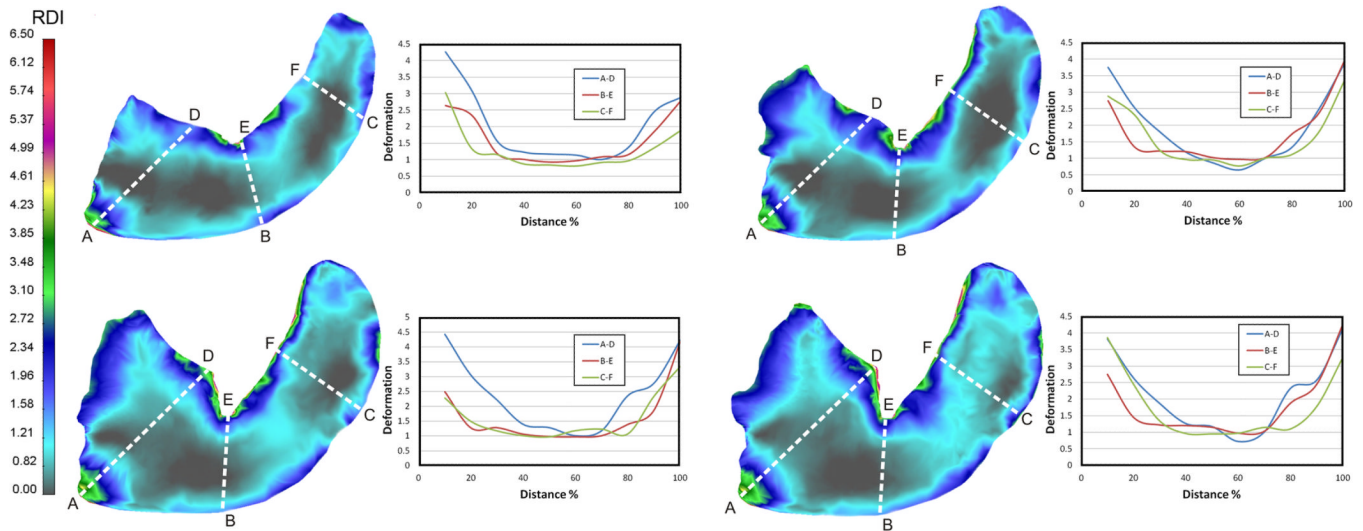 RDI
6.50
6.12
5.74
5.37
4.99
4.61
4.23
3.85
3.48
3.10
2.72
2.34
1.96
1.58
1.21
0.82
0.00
A
B
C
D
E
F
4.5
4
3.5
3
2.5
2
1.5
1
0.5
0
Deformation
A-D
B-E
C-F
0 20 40 60 80 100
Distance %
A
B
C
D
E
F
4.5
4
3.5
3
2.5
2
1.5
1
0.5
0
Deformation
A-D
B-E
C-F
0 20 40 60 80 100
Distance %
A
B
C
D
E
F
5
4.5
4
3.5
3
2.5
2
1.5
1
0.5
0
Deformation
A-D
B-E
C-F
0 20 40 60 80 100
Distance %
A
B
C
D
E
F
4.5
4
3.5
3
2.5
2
1.5
1
0.5
0
Deformation
A-D
B-E
C-F
0 20 40 60 80 100
Distance %